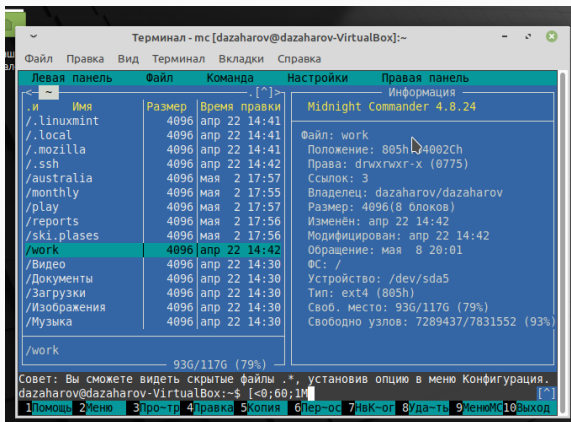 Терминал - mc [dazaharov@dazaharov-VirtualBox]:~
Файл Правка Вид Терминал Вкладки Справка
Левая панель Файл Команда Настройки Правая панель
<- ~ .[^]>
.и Имя Размер Время правки
/.linuxmint 4096 апр 22 14:41
/.local 4096 апр 22 14:41
/.mozilla 4096 апр 22 14:41
/.ssh 4096 апр 22 14:42
/australia 4096 мая 2 17:55
/monthly 4096 мая 2 17:55
/play 4096 мая 2 17:57
/reports 4096 мая 2 17:56
/ski.plases 4096 мая 2 17:56
/work 4096 апр 22 14:42
/Видео 4096 апр 22 14:30
/Документы 4096 апр 22 14:30
/Загрузки 4096 апр 22 14:30
/Изображения 4096 апр 22 14:30
/Музыка 4096 апр 22 14:30
/work
93G/117G (79%)
Информация
Midnight Commander 4.8.24
Файл: work
Положение: 805h 04002Ch
Права: drwxrwxr-x (0775)
Ссылок: 3
Владелец: dazaharov/dazaharov
Размер: 4096(8 блоков)
Изменён: апр 22 14:42
Модифицирован: апр 22 14:42
Обращение: мая 8 20:01
ФС: /
Устройство: /dev/sda5
Тип: ext4 (805h)
Своб. место: 93G/117G (79%)
Свободно узлов: 7289437/7831552 (93%)
Совет: Вы сможете видеть скрытые файлы .*, установив опцию в меню Конфигурация.
dazaharov@dazaharov-VirtualBox:~$ [<0;60;1M [^]
1Помощь 2Меню 3Про~тр 4Правка 5Копия 6Пер~ос 7НвК~ог 8Уда~ть 9МенюMC 10Выход